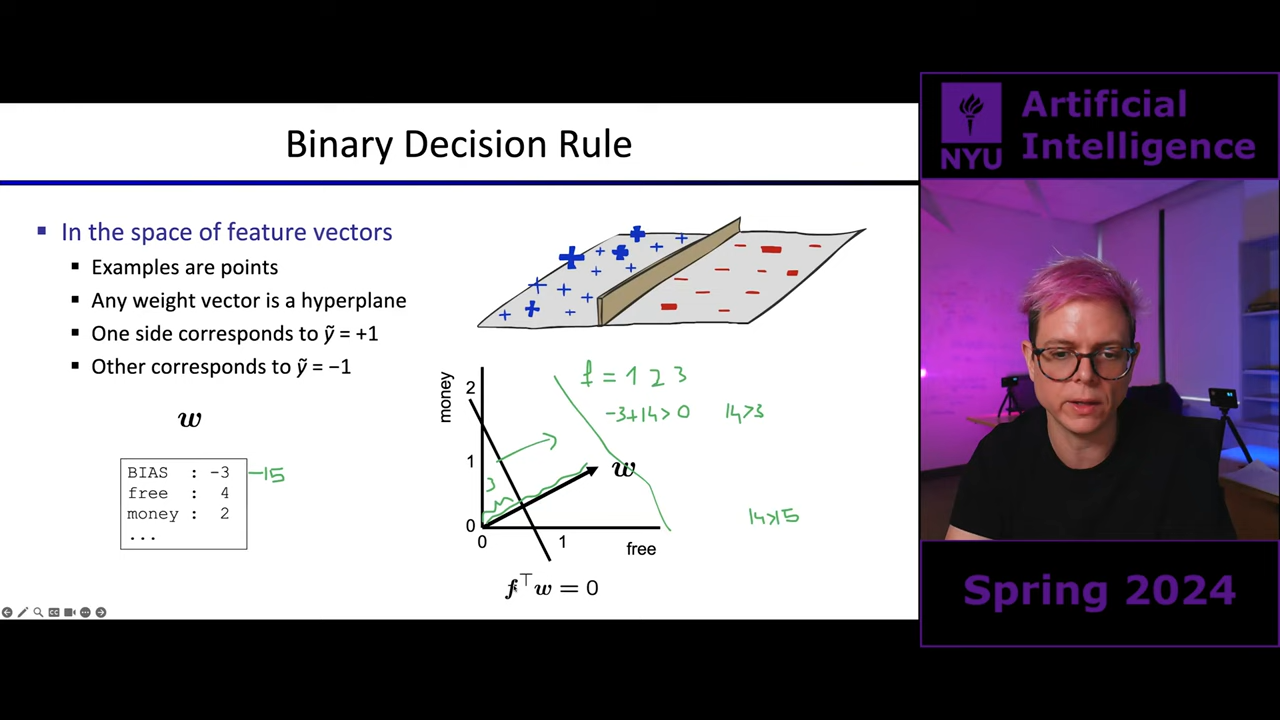 Binary Decision Rule
In the space of feature vectors
Examples are points
Any weight vector is a hyperplane
One side corresponds to ỹ = +1
Other corresponds to ỹ = −1
w
BIAS : -3
-15
free : 4
money : 2
...
money
2
1
0
0
1
free
f = 1 2 3
-3+14>0
14>3
3
w
14>15
f⊤w = 0
NYU
Artificial
Intelligence
Spring 2024